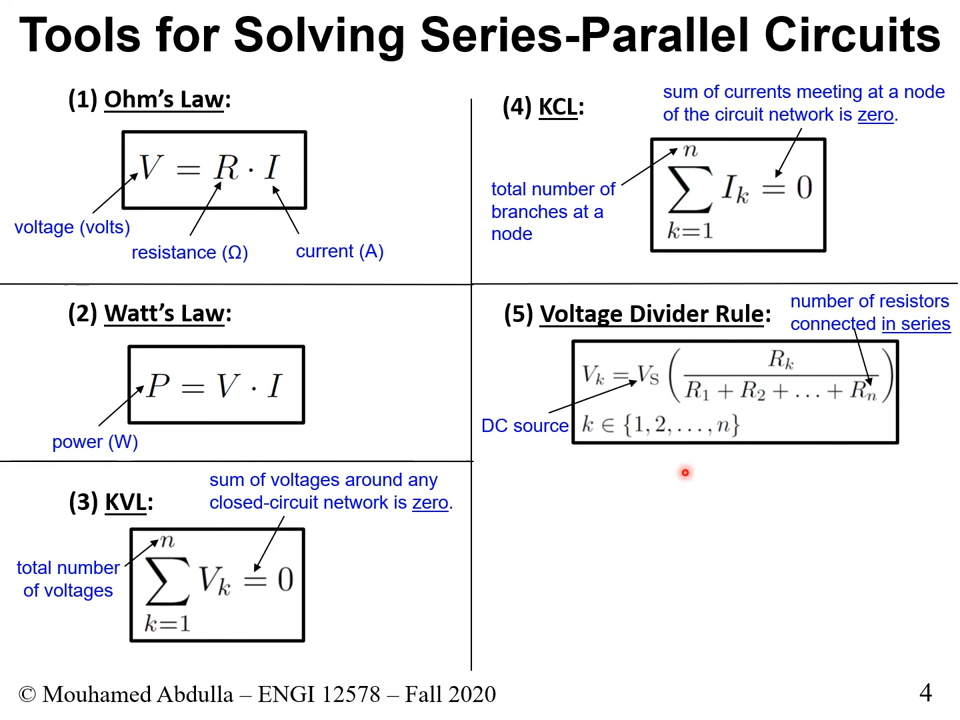 Tools for Solving Series-Parallel Circuits
(1) Ohm's Law:
V = R · I
voltage (volts)
resistance (Ω)
current (A)
(2) Watt's Law:
P = V · I
power (W)
(3) KVL:
sum of voltages around any
closed-circuit network is zero.
total number
of voltages
n
∑ V_k = 0
k=1
(4) KCL:
sum of currents meeting at a node
of the circuit network is zero.
total number of
branches at a
node
n
∑ I_k = 0
k=1
(5) Voltage Divider Rule:
number of resistors
connected in series
V_k = V_S ( R_k / (R_1 + R_2 + … + R_n) )
DC source
k ∈ {1, 2, …, n}
© Mouhamed Abdulla – ENGI 12578 – Fall 2020
4